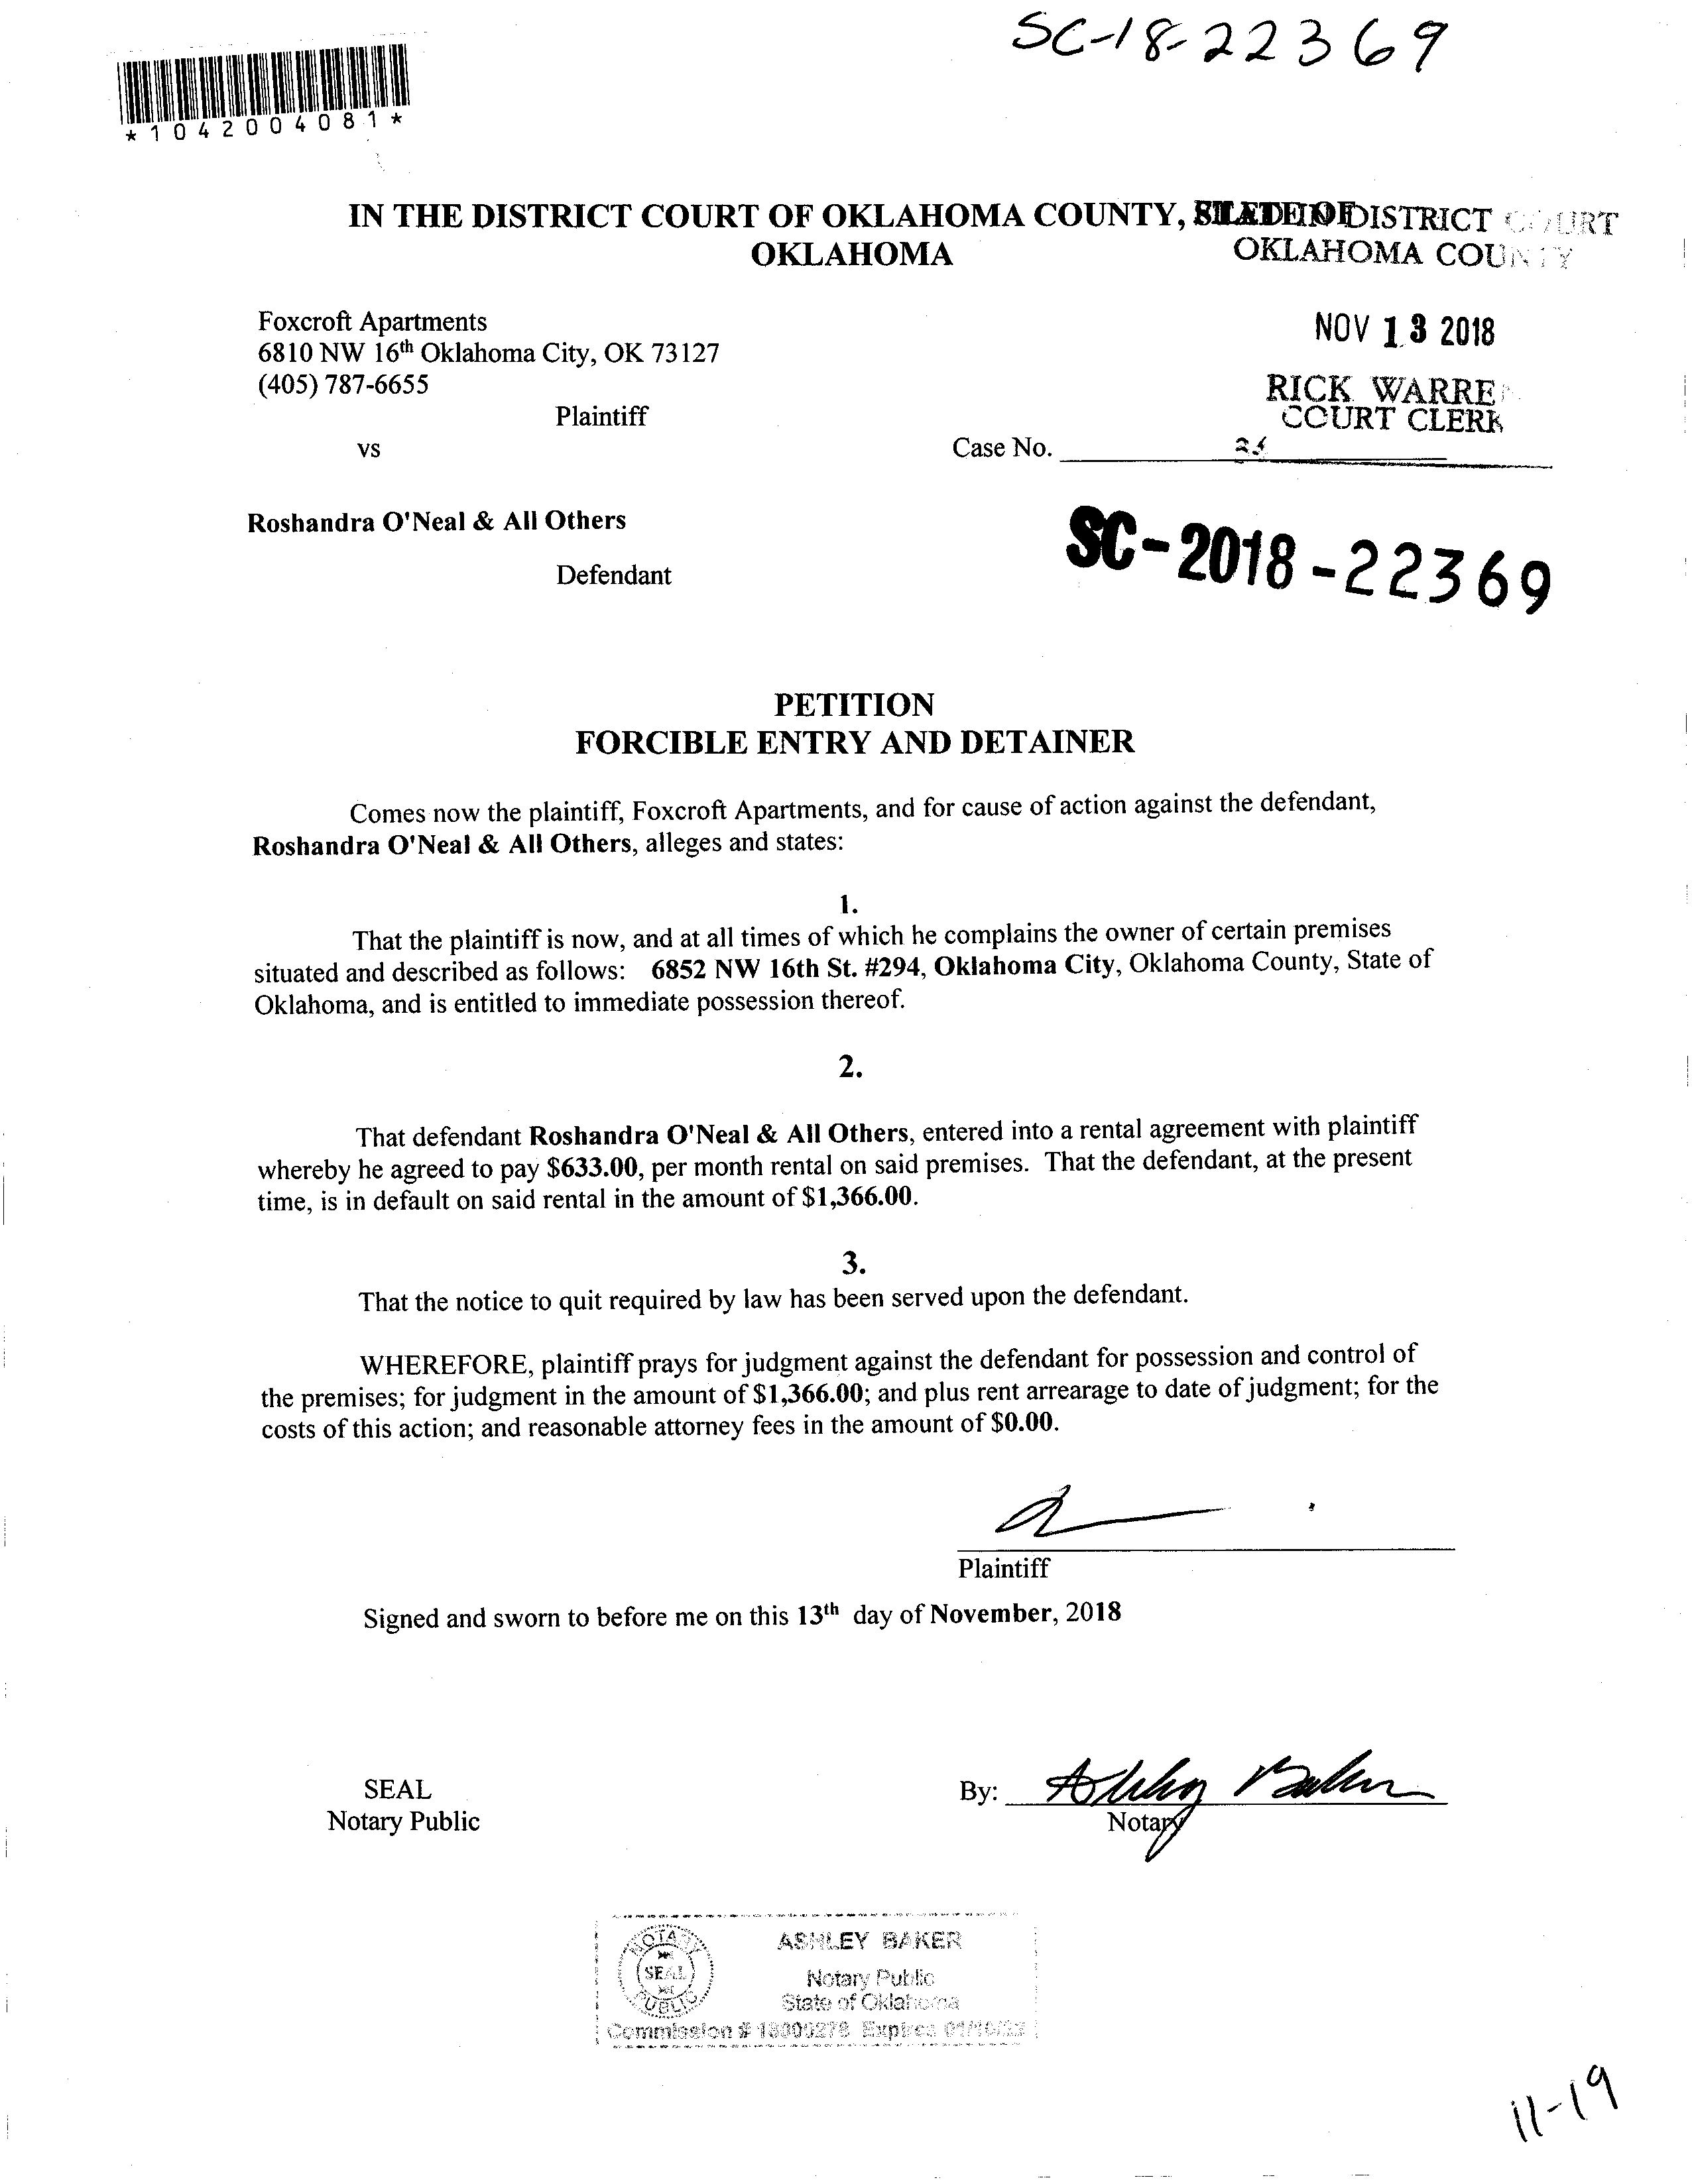 SC-18-22369
*1042004081*
IN THE DISTRICT COURT OF OKLAHOMA COUNTY, STATE OF
OKLAHOMA
FILED IN DISTRICT COURT
OKLAHOMA COUNTY
Foxcroft Apartments
6810 NW 16th Oklahoma City, OK 73127
(405) 787-6655
Plaintiff
vs
NOV 13 2018
RICK WARREN
COURT CLERK
Case No.
Roshandra O'Neal & All Others
Defendant
SC-2018-22369
PETITION
FORCIBLE ENTRY AND DETAINER
Comes now the plaintiff, Foxcroft Apartments, and for cause of action against the defendant,
Roshandra O'Neal & All Others, alleges and states:
1.
That the plaintiff is now, and at all times of which he complains the owner of certain premises
situated and described as follows: 6852 NW 16th St. #294, Oklahoma City, Oklahoma County, State of
Oklahoma, and is entitled to immediate possession thereof.
2.
That defendant Roshandra O'Neal & All Others, entered into a rental agreement with plaintiff
whereby he agreed to pay $633.00, per month rental on said premises. That the defendant, at the present
time, is in default on said rental in the amount of $1,366.00.
3.
That the notice to quit required by law has been served upon the defendant.
WHEREFORE, plaintiff prays for judgment against the defendant for possession and control of
the premises; for judgment in the amount of $1,366.00; and plus rent arrearage to date of judgment; for the
costs of this action; and reasonable attorney fees in the amount of $0.00.
Plaintiff
Signed and sworn to before me on this 13th day of November, 2018
SEAL
Notary Public
By: Ashley Baker
Notary
NOTARY
SEAL
PUBLIC
ASHLEY BAKER
Notary Public
State of Oklahoma
Commission # Expires
11-19